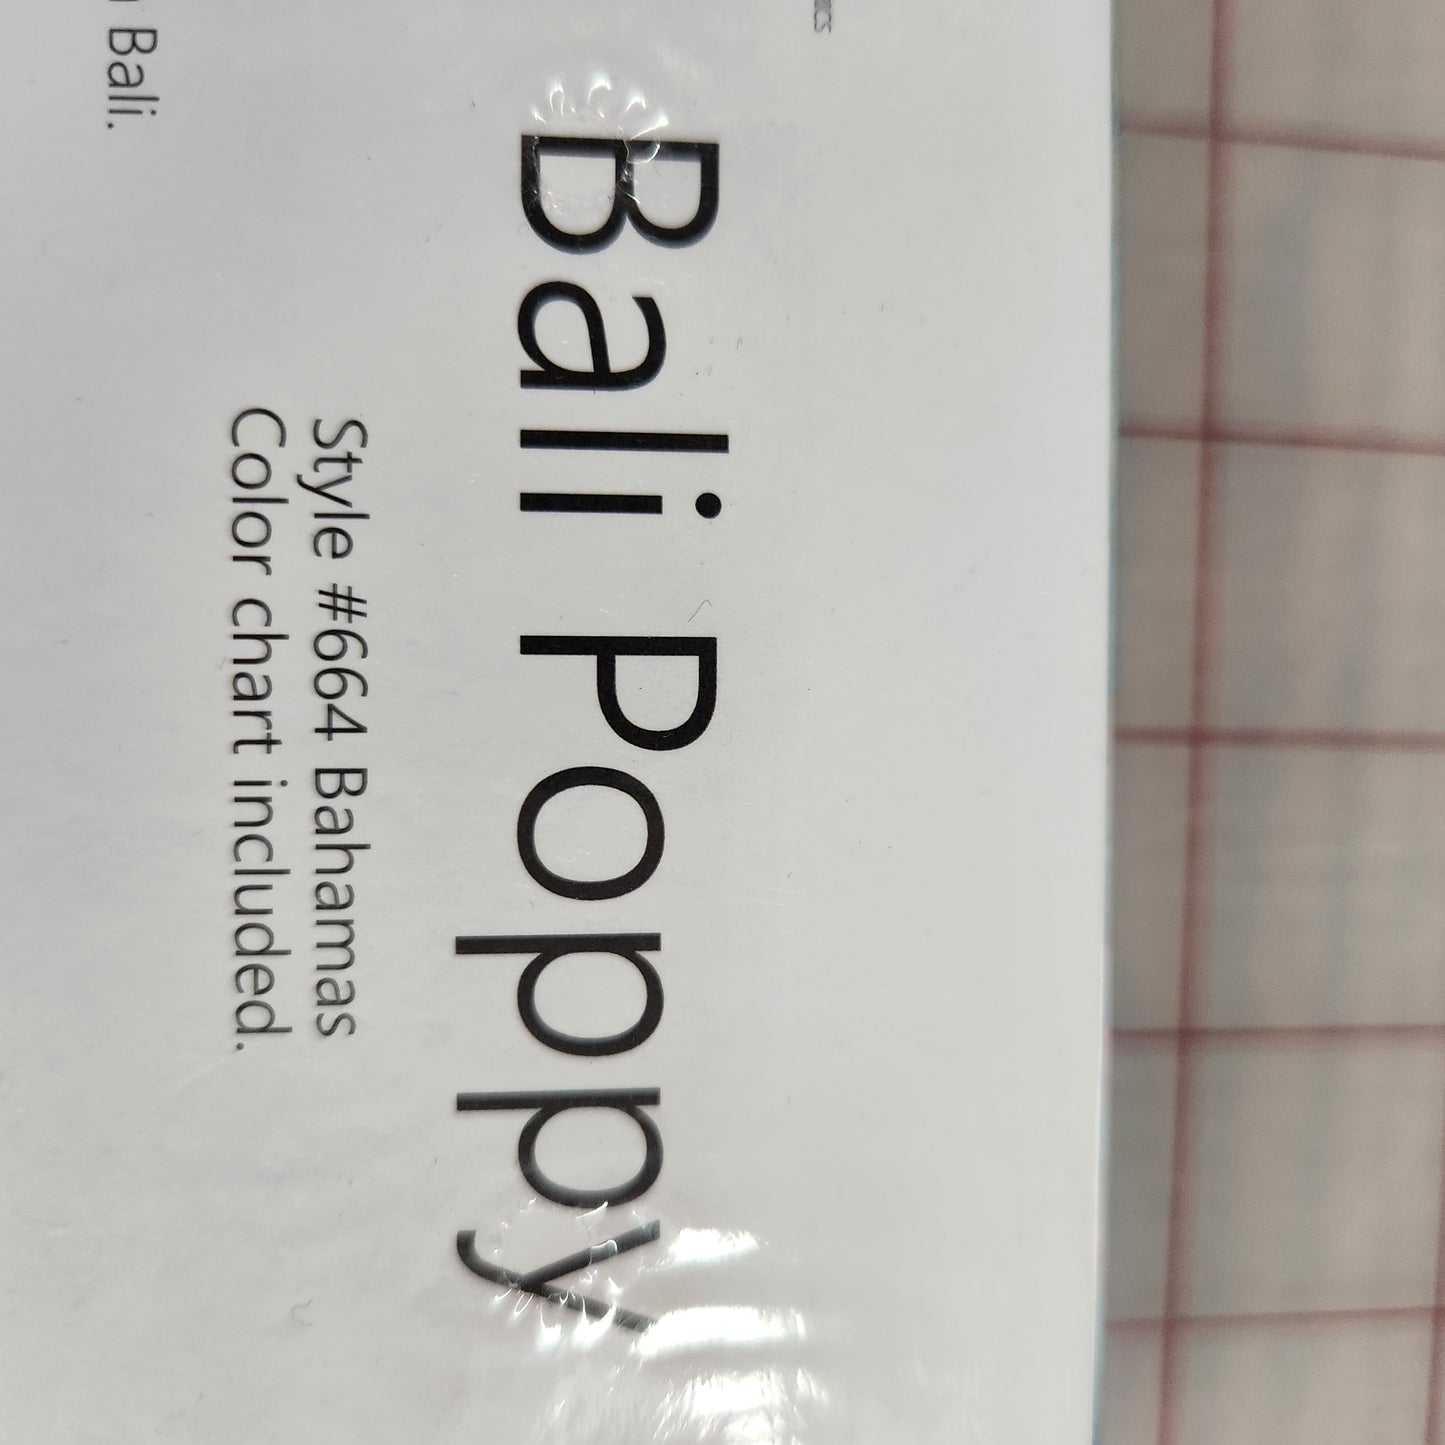 Bali Poppy
Style #664 Bahamas
Color chart included.
Bali.